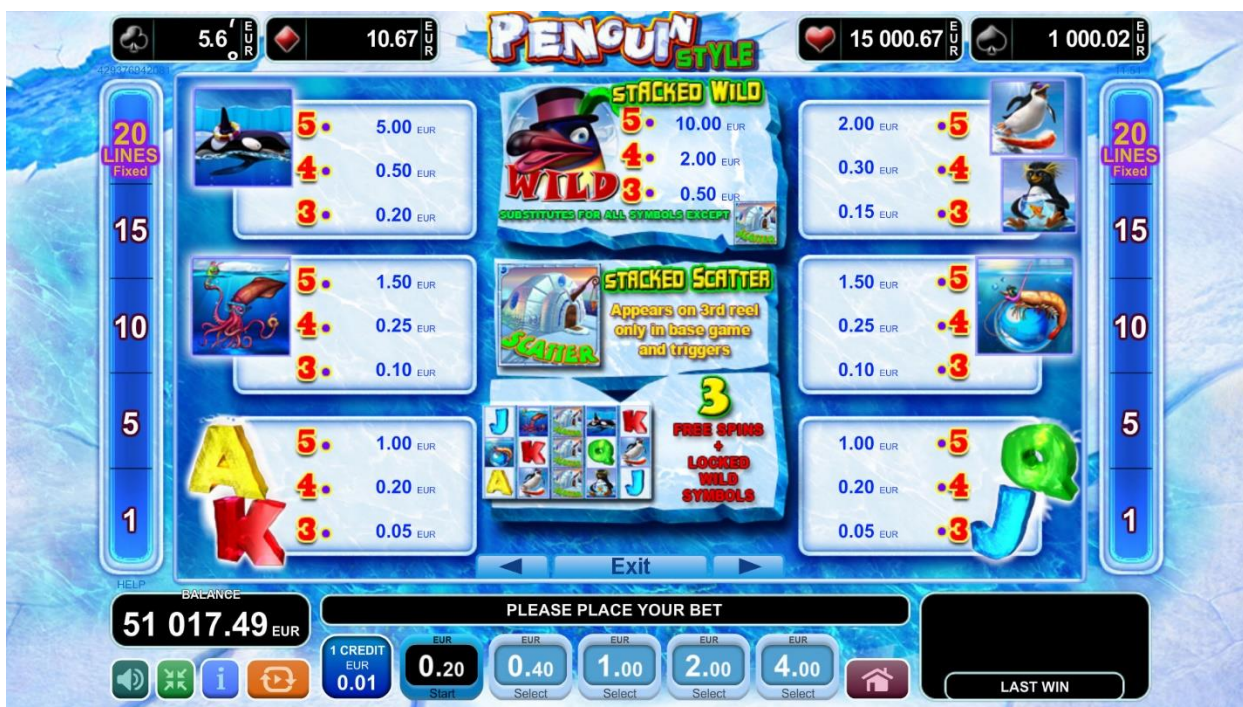 5.6
EUR
10.67
EUR
PENGUIN
STYLE
15 000.67
EUR
1 000.02
EUR
20
LINES
Fixed
15
10
5
1
5 5.00 EUR
4 0.50 EUR
3 0.20 EUR
STACKED WILD
WILD
5 10.00 EUR
4 2.00 EUR
3 0.50 EUR
SUBSTITUTES FOR ALL SYMBOLS EXCEPT
SCATTER
2.00 EUR 5
0.30 EUR 4
0.15 EUR 3
20
LINES
Fixed
15
10
5
1
5 1.50 EUR
4 0.25 EUR
3 0.10 EUR
STACKED SCATTER
SCATTER
Appears on 3rd reel
only in base game
and triggers
1.50 EUR 5
0.25 EUR 4
0.10 EUR 3
A
K
5 1.00 EUR
4 0.20 EUR
3 0.05 EUR
J K
K Q
A J
3
FREE SPINS
+
LOCKED
WILD
SYMBOLS
1.00 EUR 5
0.20 EUR 4
0.05 EUR 3
Q
J
Exit
HELP
BALANCE
51 017.49 EUR
PLEASE PLACE YOUR BET
1 CREDIT
EUR
0.01
EUR
0.20
Start
EUR
0.40
Select
EUR
1.00
Select
EUR
2.00
Select
EUR
4.00
Select
LAST WIN